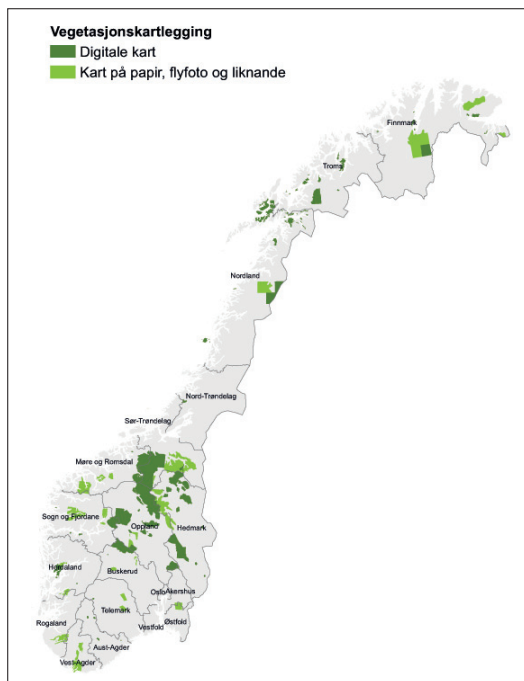 Vegetasjonskartlegging
Digitale kart
Kart på papir, flyfoto og liknande
Finnmark
Troms
Nordland
Nord-Trøndelag
Sør-Trøndelag
Møre og Romsdal
Sogn og Fjordane
Oppland
Hedmark
Hordaland
Buskerud
Oslo
Akershus
Telemark
Vestfold
Østfold
Rogaland
Aust-Agder
Vest-Agder